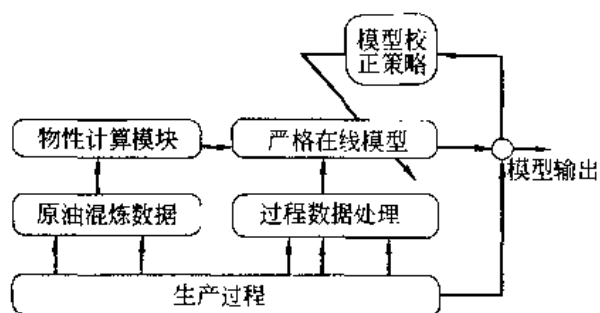 模型校
正策略
物性计算模块
严格在线模型
模型输出
原油混炼数据
过程数据处理
生产过程